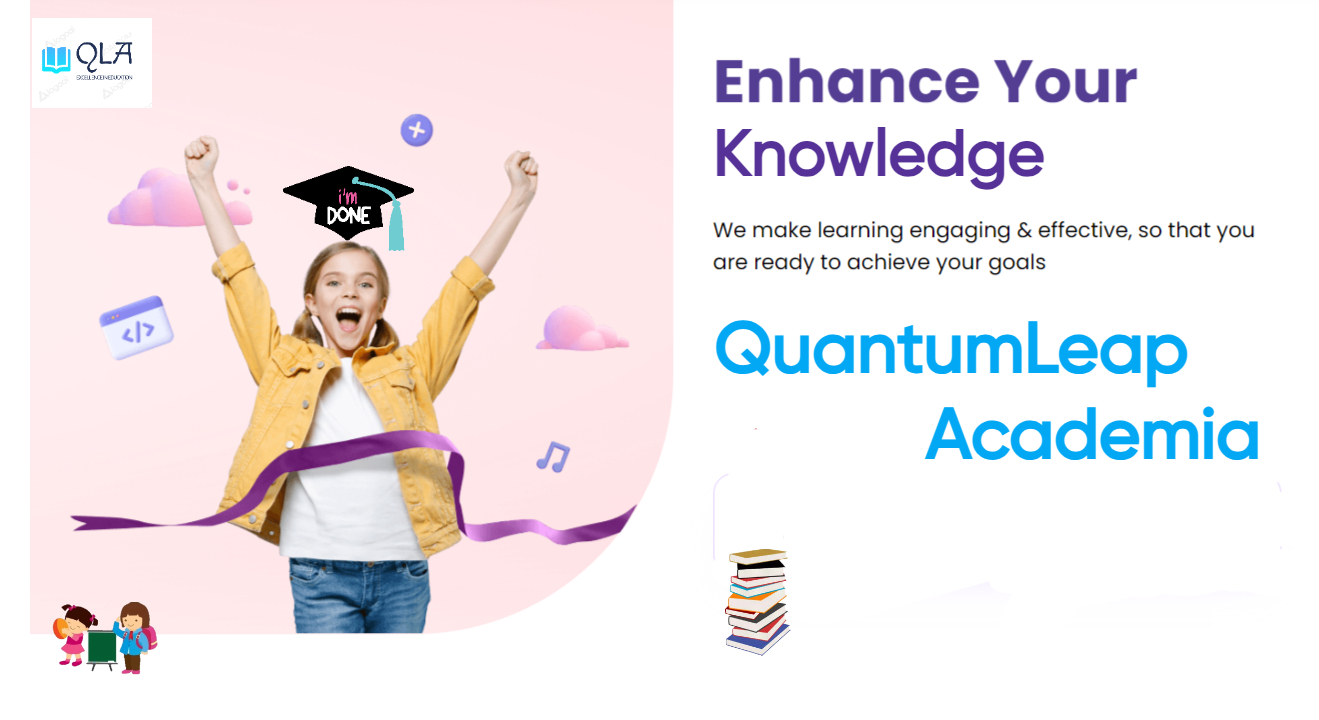 QLA
EXCELLENCE IN EDUCATION
i'm
DONE
</>
Enhance Your
Knowledge
We make learning engaging & effective, so that you
are ready to achieve your goals
QuantumLeap
Academia